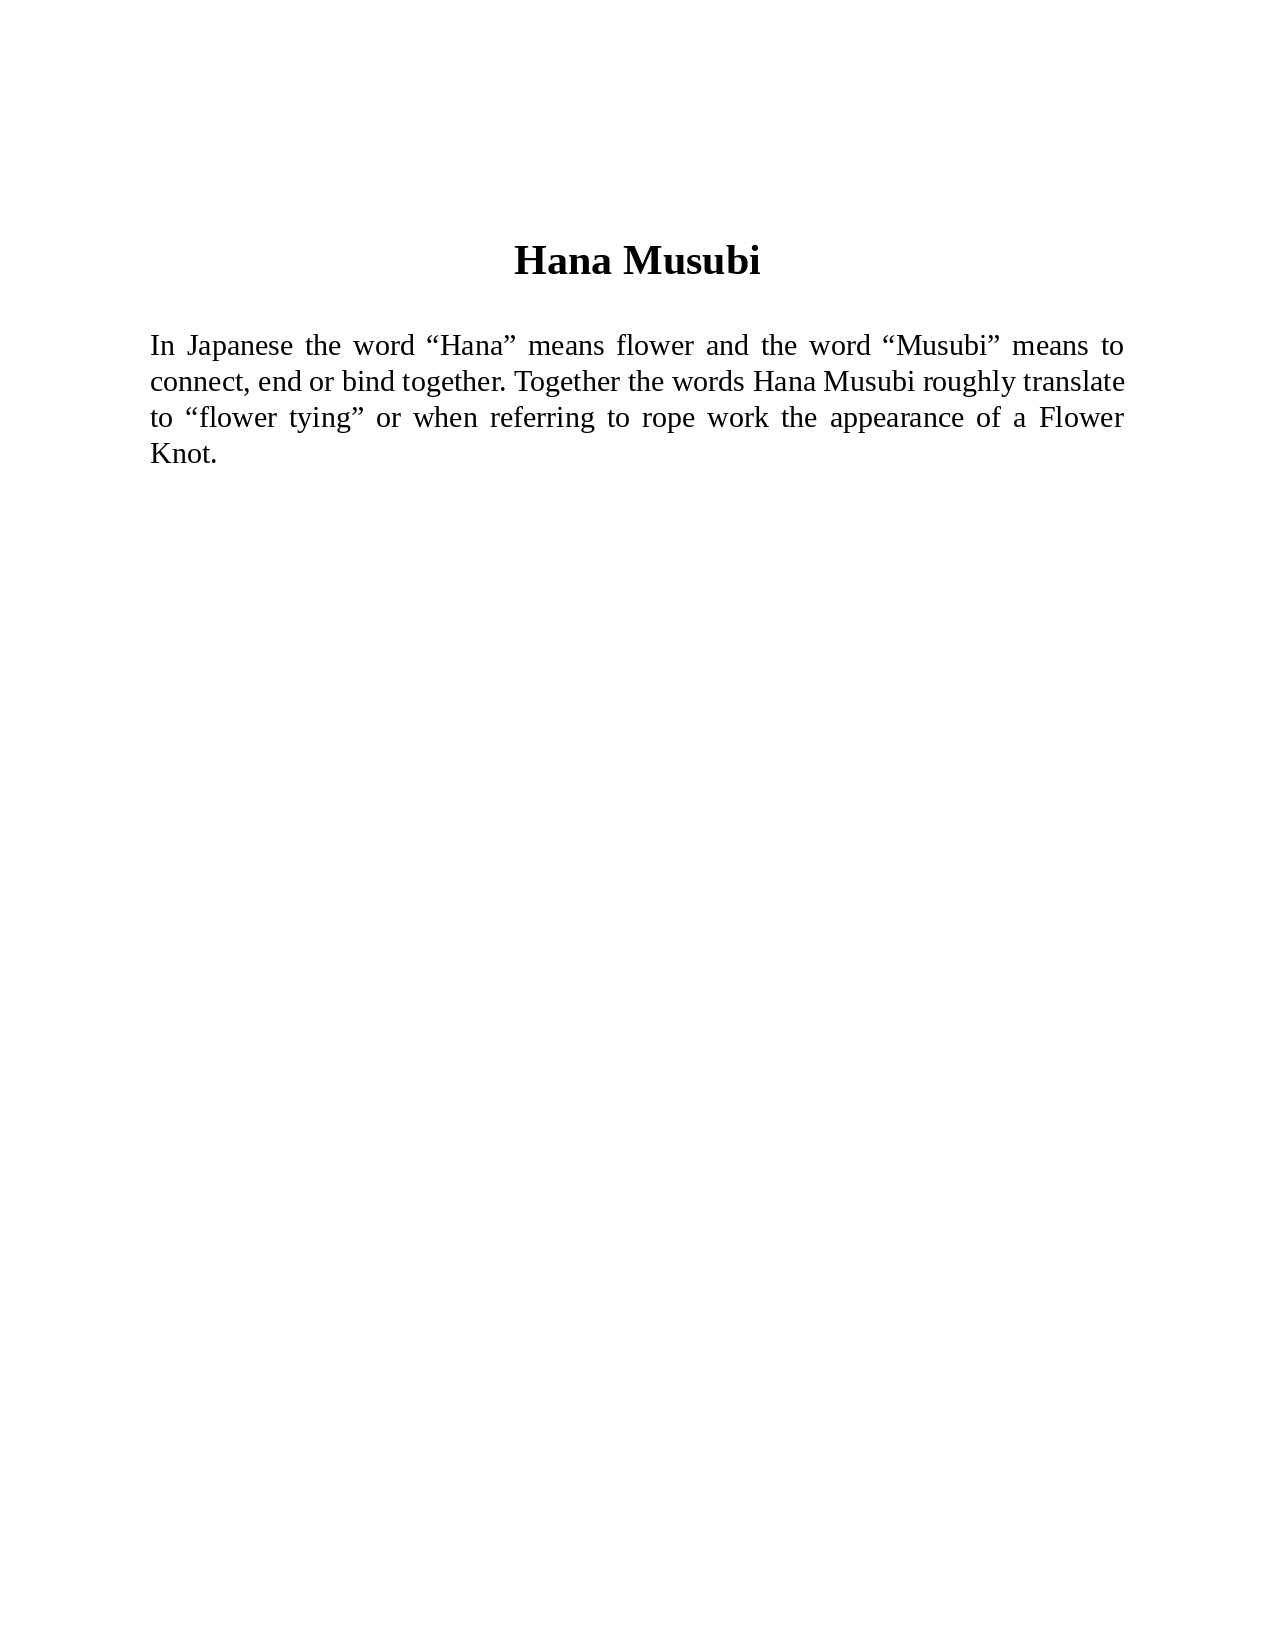 Hana Musubi
In Japanese the word “Hana” means flower and the word “Musubi” means to
connect, end or bind together. Together the words Hana Musubi roughly translate
to “flower tying” or when referring to rope work the appearance of a Flower
Knot.